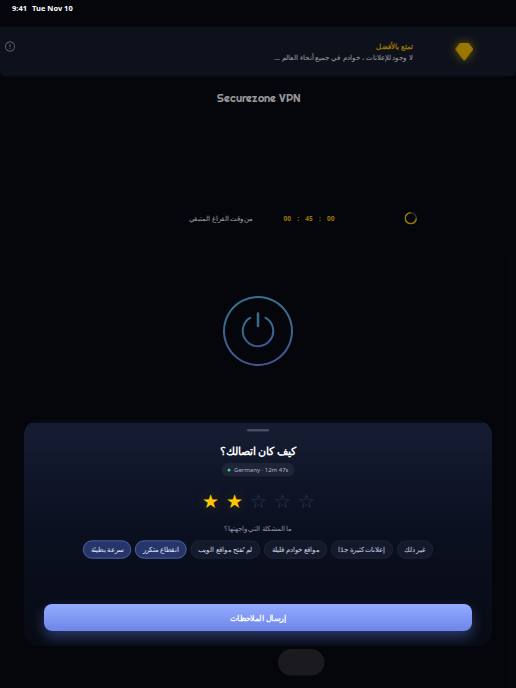 9:41 Tue Nov 10
تمتع بالأفضل
لا وجود للإعلانات ، خوادم في جميع أنحاء العالم ...
Securezone VPN
من وقت الفراغ المتبقي
00 : 45 : 00
كيف كان اتصالك؟
Germany · 12m 47s
ما المشكلة التي واجهتها؟
سرعة بطيئة
انقطاع متكرر
لم تُفتح مواقع الويب
مواقع خوادم قليلة
إعلانات كثيرة جدًا
غير ذلك
إرسال الملاحظات